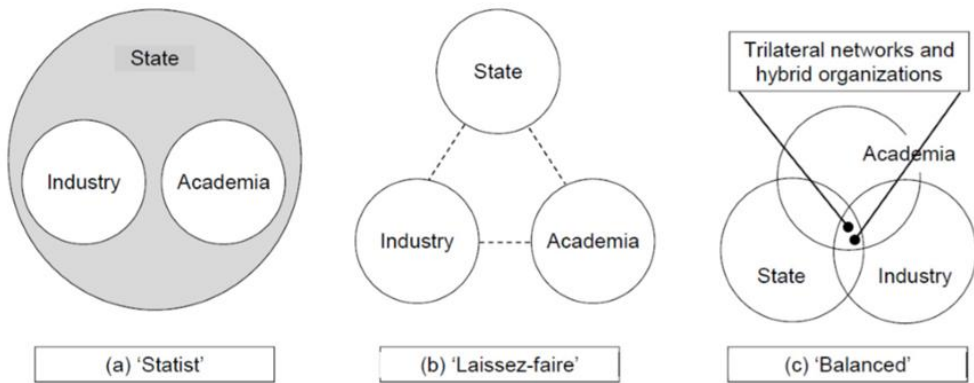 State
Industry
Academia
(a) ‘Statist’
State
Industry
Academia
(b) ‘Laissez-faire’
Trilateral networks and
hybrid organizations
Academia
State
Industry
(c) ‘Balanced’